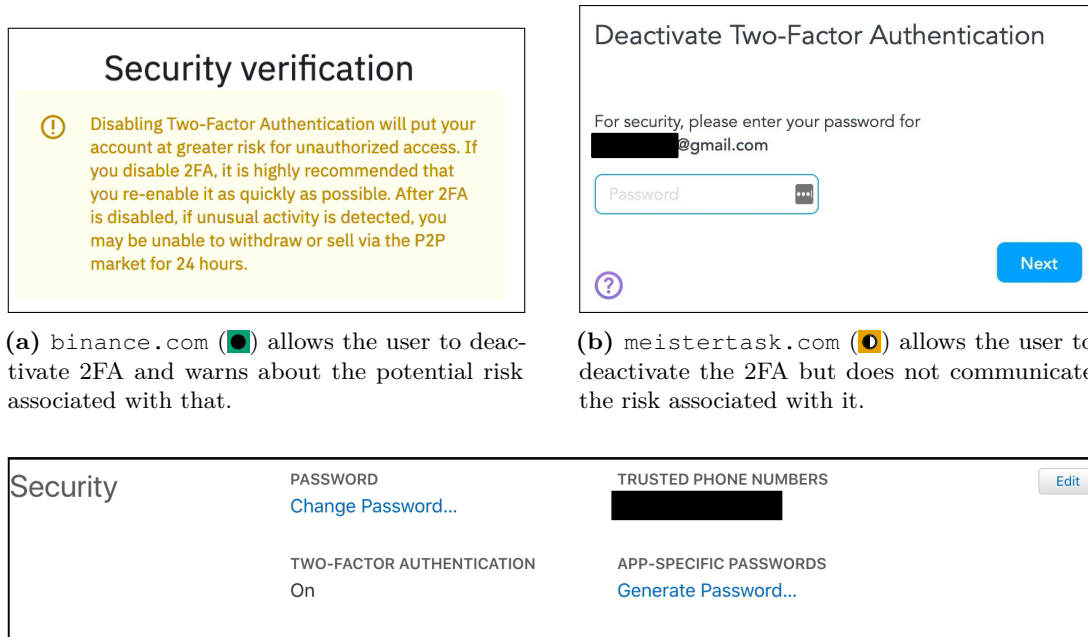 Security verification
Disabling Two-Factor Authentication will put your
account at greater risk for unauthorized access. If
you disable 2FA, it is highly recommended that
you re-enable it as quickly as possible. After 2FA
is disabled, if unusual activity is detected, you
may be unable to withdraw or sell via the P2P
market for 24 hours.
(a) binance.com (●) allows the user to deac-
tivate 2FA and warns about the potential risk
associated with that.
Deactivate Two-Factor Authentication
For security, please enter your password for
@gmail.com
Password
Next
?
(b) meistertask.com (◐) allows the user to
deactivate the 2FA but does not communicate
the risk associated with it.
Security
PASSWORD
Change Password...
TRUSTED PHONE NUMBERS
Edit
TWO-FACTOR AUTHENTICATION
On
APP-SPECIFIC PASSWORDS
Generate Password...